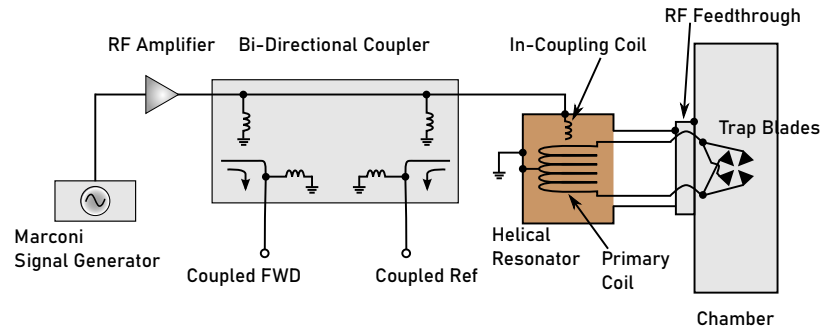 RF Feedthrough
RF Amplifier
Bi-Directional Coupler
In-Coupling Coil
Trap Blades
Marconi
Signal Generator
Coupled FWD
Coupled Ref
Helical
Resonator
Primary
Coil
Chamber